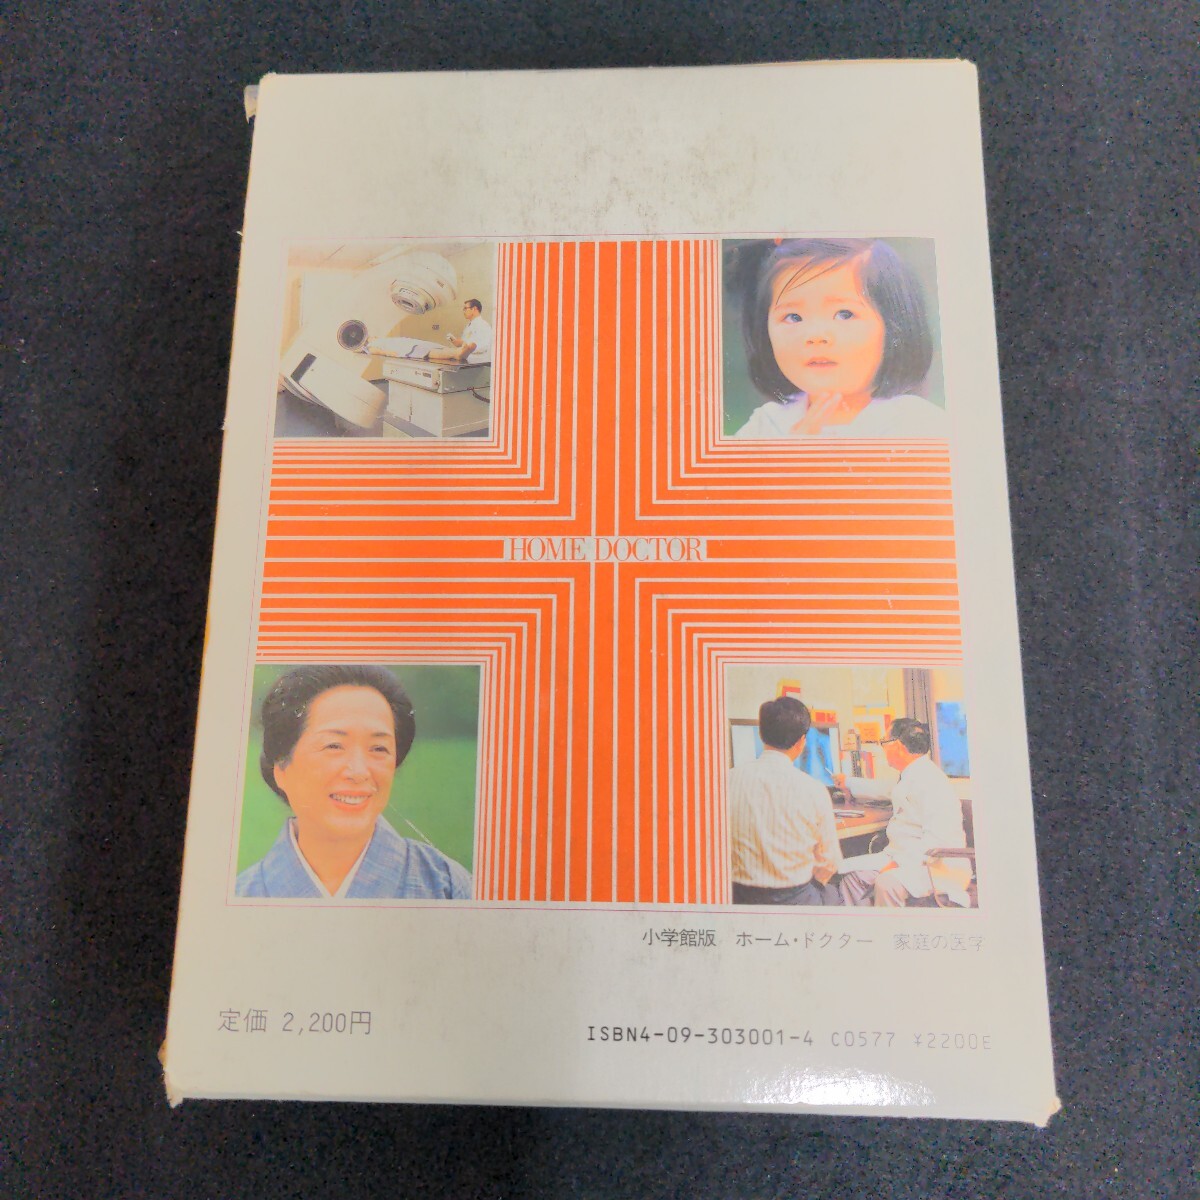 HOME DOCTOR
小学館版 ホーム・ドクター 家庭の医学
定価 2,200円
ISBN4-09-303001-4 C0577 ¥2200E